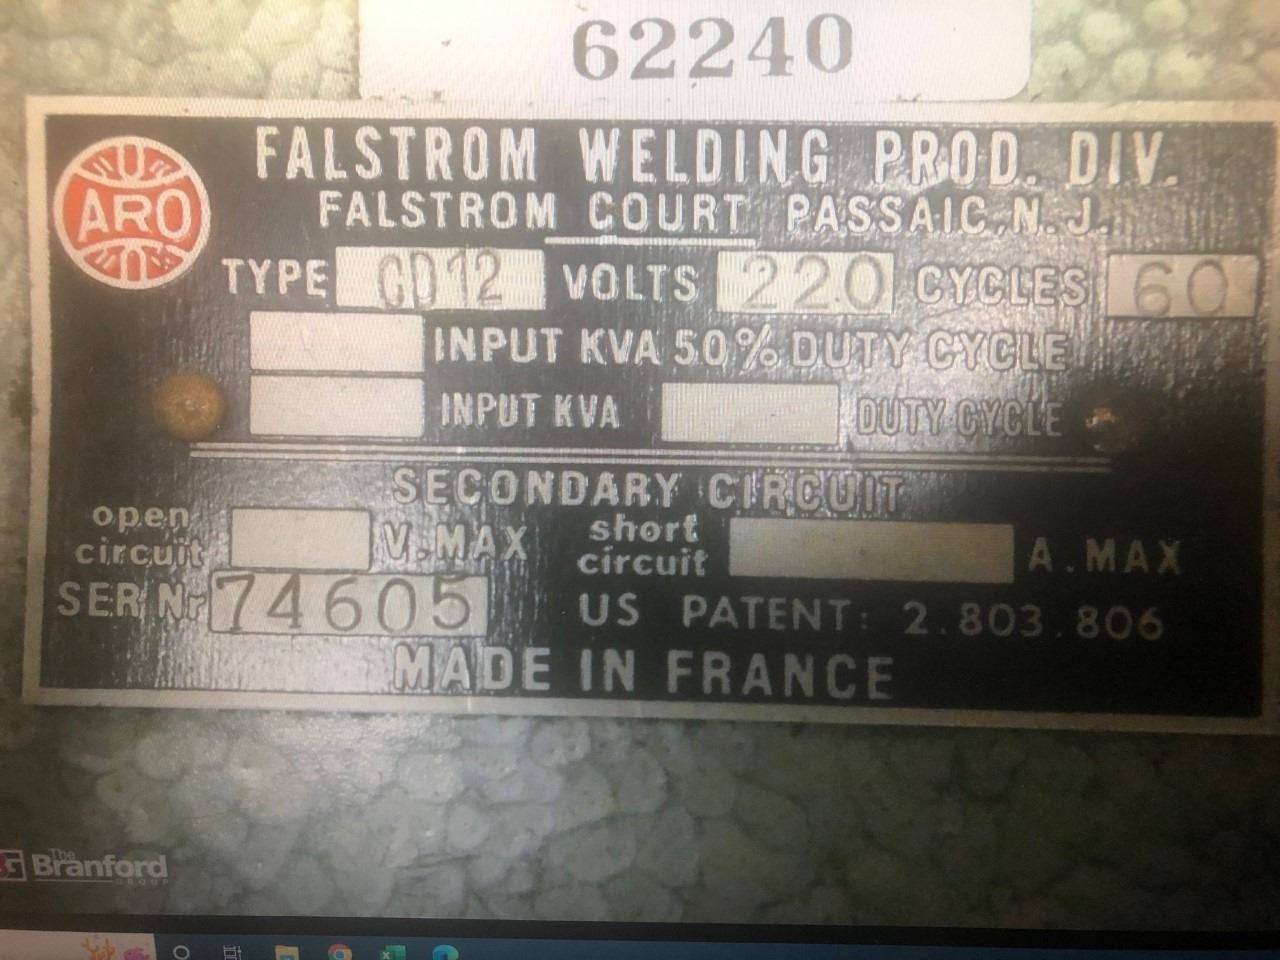 62240
FALSTROM WELDING PROD. DIV.
ARO
FALSTROM COURT PASSAIC, N. J.
TYPE CD12 VOLTS 220 CYCLES 60
INPUT KVA 50% DUTY CYCLE
INPUT KVA DUTY CYCLE
SECONDARY CIRCUIT
open circuit V. MAX short circuit A. MAX
SER Nr 74605 US PATENT: 2.803.806
MADE IN FRANCE
The
Branford
GROUP